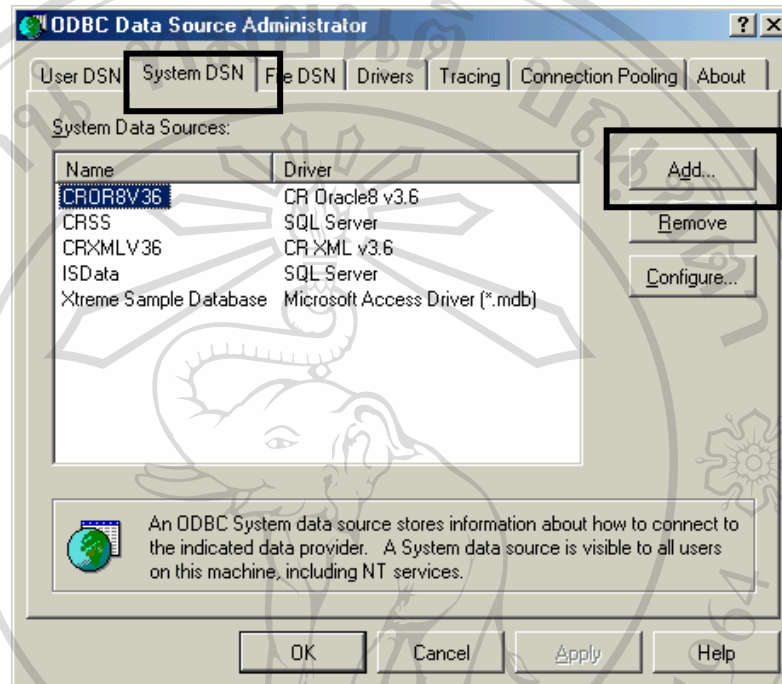 ODBC Data Source Administrator
User DSN System DSN File DSN Drivers Tracing Connection Pooling About
System Data Sources:
Name Driver
CROR8V36 CR Oracle8 v3.6
CRSS SQL Server
CRXMLV36 CR XML v3.6
ISData SQL Server
Xtreme Sample Database Microsoft Access Driver (*.mdb)
Add...
Remove
Configure...
An ODBC System data source stores information about how to connect to
the indicated data provider. A System data source is visible to all users
on this machine, including NT services.
OK Cancel Apply Help
1964